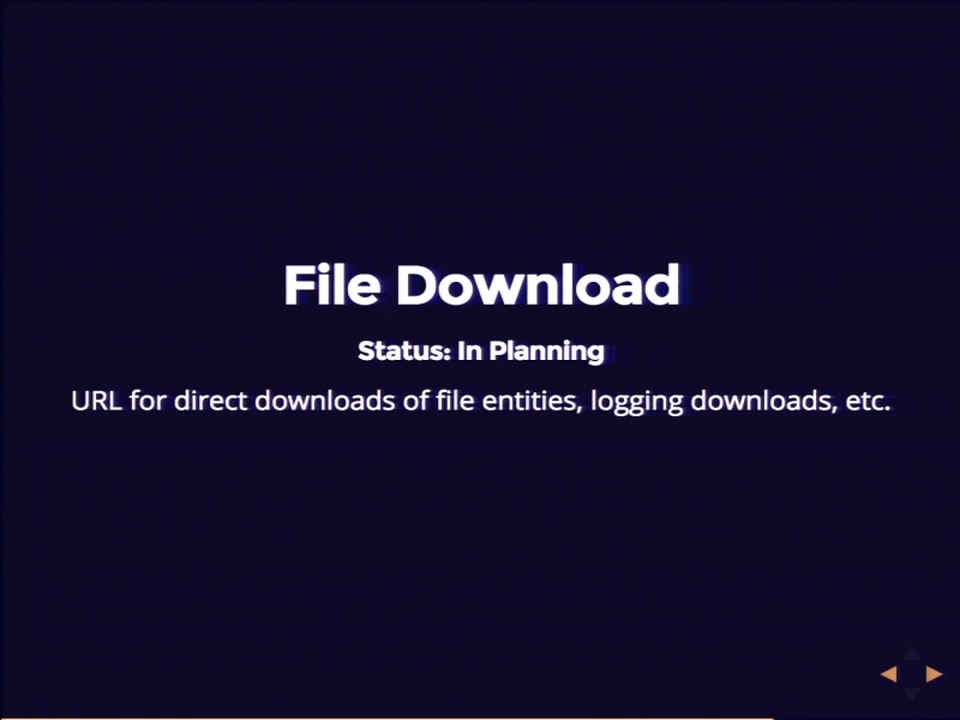 File Download
Status: In Planning
URL for direct downloads of file entities, logging downloads, etc.